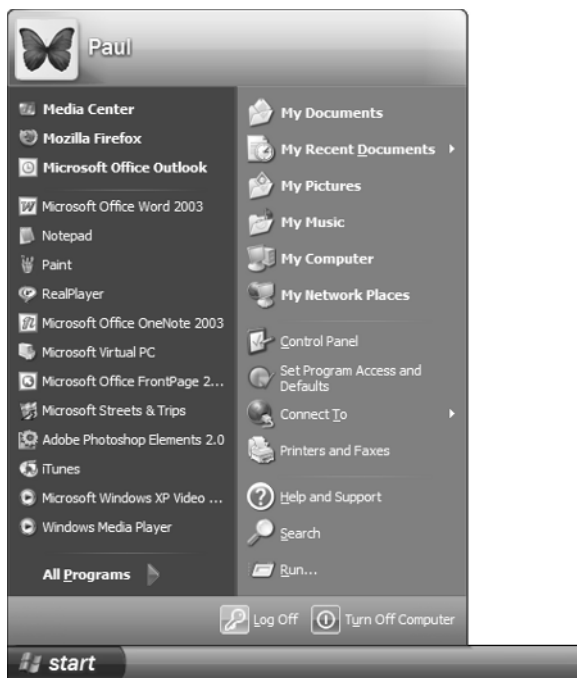 Paul
Media Center
Mozilla Firefox
Microsoft Office Outlook
Microsoft Office Word 2003
Notepad
Paint
RealPlayer
Microsoft Office OneNote 2003
Microsoft Virtual PC
Microsoft Office FrontPage 2...
Microsoft Streets & Trips
Adobe Photoshop Elements 2.0
iTunes
Microsoft Windows XP Video ...
Windows Media Player
All Programs
My Documents
My Recent Documents
My Pictures
My Music
My Computer
My Network Places
Control Panel
Set Program Access and
Defaults
Connect To
Printers and Faxes
Help and Support
Search
Run...
Log Off
Turn Off Computer
start